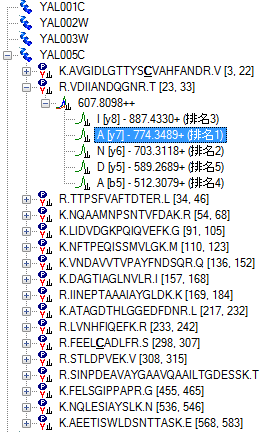 YAL001C
YAL002W
YAL003W
YAL005C
K.AVGIDLGTTYSCVAHFANDR.V [3, 22]
R.VDIIANDQGNR.T [23, 33]
607.8098++
I [y8] - 887.4330+ (排名3)
A [y7] - 774.3489+ (排名1)
N [y6] - 703.3118+ (排名2)
D [y5] - 589.2689+ (排名5)
A [b5] - 512.3079+ (排名4)
R.TTPSFVAFTDTER.L [34, 46]
K.NQAAMNPSNTVFDAK.R [54, 68]
K.LIDVDGKPQIQVEFK.G [91, 105]
K.NFTPEQISSMVLGK.M [110, 123]
K.VNDAVVTVPAYFNDSQR.Q [136, 152]
K.DAGTIAGLNVLR.I [157, 168]
R.IINEPTAAAIAYGLDK.K [169, 184]
K.ATAGDTHLGGEDFDNR.L [217, 232]
R.LVNHFIQEFK.R [233, 242]
R.FEELCADLFR.S [298, 307]
R.STLDPVEK.V [308, 315]
R.SINPDEAVAYGAAVQAAILTGDESSK.T
K.FELSGIPPAPR.G [455, 465]
K.NQLESIAYSLK.N [536, 546]
K.AEETISWLDSNTTASK.E [568, 583]